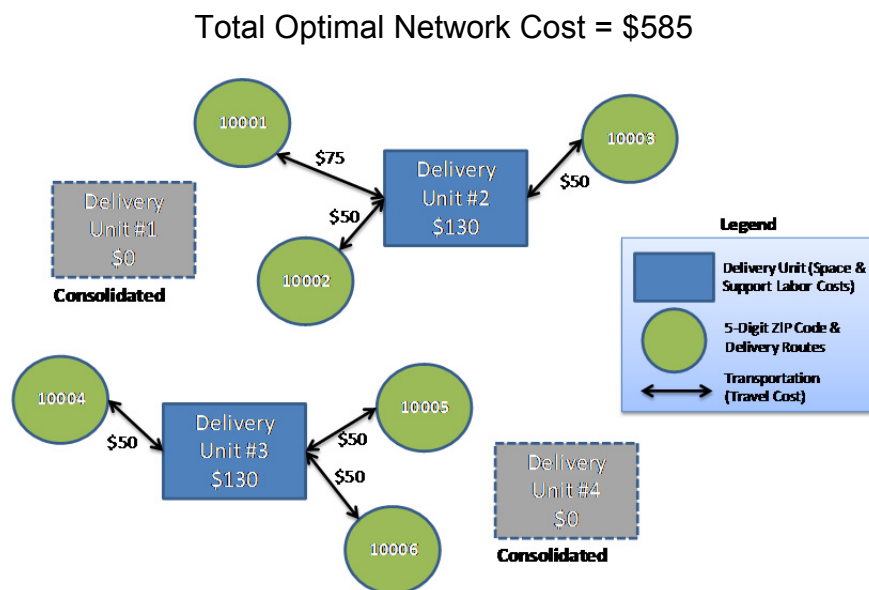 Total Optimal Network Cost = $585
10001
10003
$75
Delivery
Unit #2
$130
$50
Delivery
Unit #1
$0
Consolidated
$50
10002
Legend
Delivery Unit (Space &
Support Labor Costs)
5-Digit ZIP Code &
Delivery Routes
Transportation
(Travel Cost)
10004
$50
Delivery
Unit #3
$130
10005
$50
$50
10006
Delivery
Unit #4
$0
Consolidated